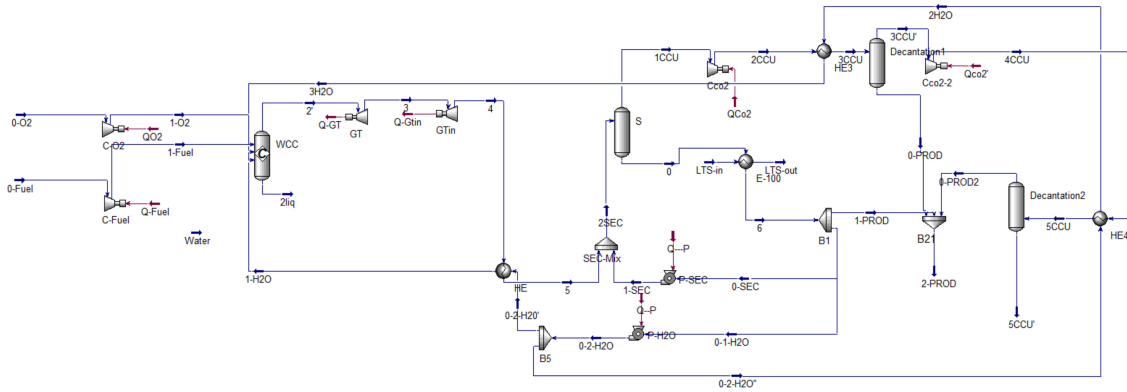 2H2O
3CCU'
1CCU
2CCU
3CCU
Decantation1
4CCU
HE3
Cco2
Cco2-2
Qco2'
3H2O
2'
3
4
QCo2
0-O2
1-O2
Q-GT
GT
Q-Gtin
GTin
S
C-O2
QO2
WCC
1-Fuel
C
0
LTS-in
LTS-out
E-100
0-PROD
0-PROD2
Decantation2
0-Fuel
C-Fuel
Q-Fuel
2liq
6
1-PROD
5CCU
HE4
Water
2SEC
B1
B21
SEC-Mix
Q---P
1-H2O
HE
5
1-SEC
P-SEC
0-SEC
2-PROD
Q--P
0-2-H20'
5CCU'
0-2-H2O
P-H2O
0-1-H2O
B5
0-2-H2O"